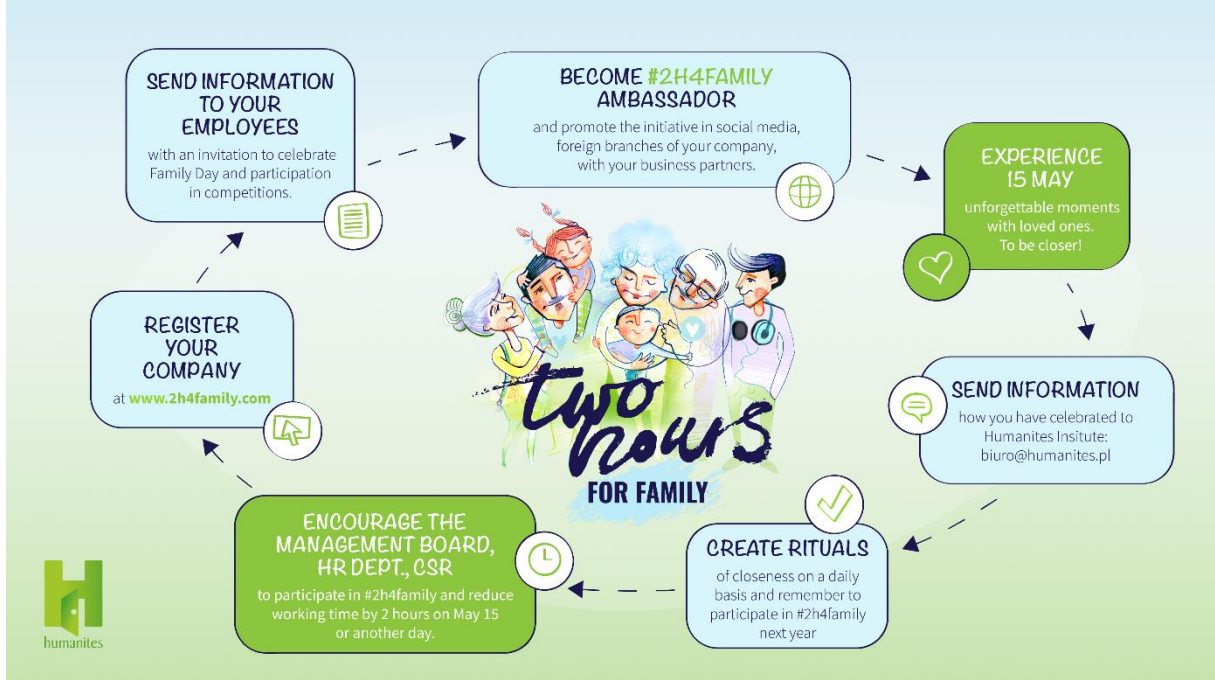 SEND INFORMATION
TO YOUR
EMPLOYEES
with an invitation to celebrate
Family Day and participation
in competitions.
BECOME #2H4FAMILY
AMBASSADOR
and promote the initiative in social media,
foreign branches of your company,
with your business partners.
EXPERIENCE
15 MAY
unforgettable moments
with loved ones.
To be closer!
REGISTER
YOUR
COMPANY
at www.2h4family.com
two
hours
FOR FAMILY
SEND INFORMATION
how you have celebrated to
Humanites Insitute:
biuro@humanites.pl
ENCOURAGE THE
MANAGEMENT BOARD,
HR DEPT., CSR
to participate in #2h4family and reduce
working time by 2 hours on May 15
or another day.
CREATE RITUALS
of closeness on a daily
basis and remember to
participate in #2h4family
next year
humanites